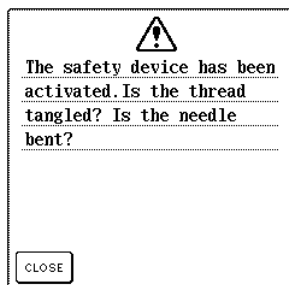 The safety device has been
activated.Is the thread
tangled? Is the needle
bent?
CLOSE